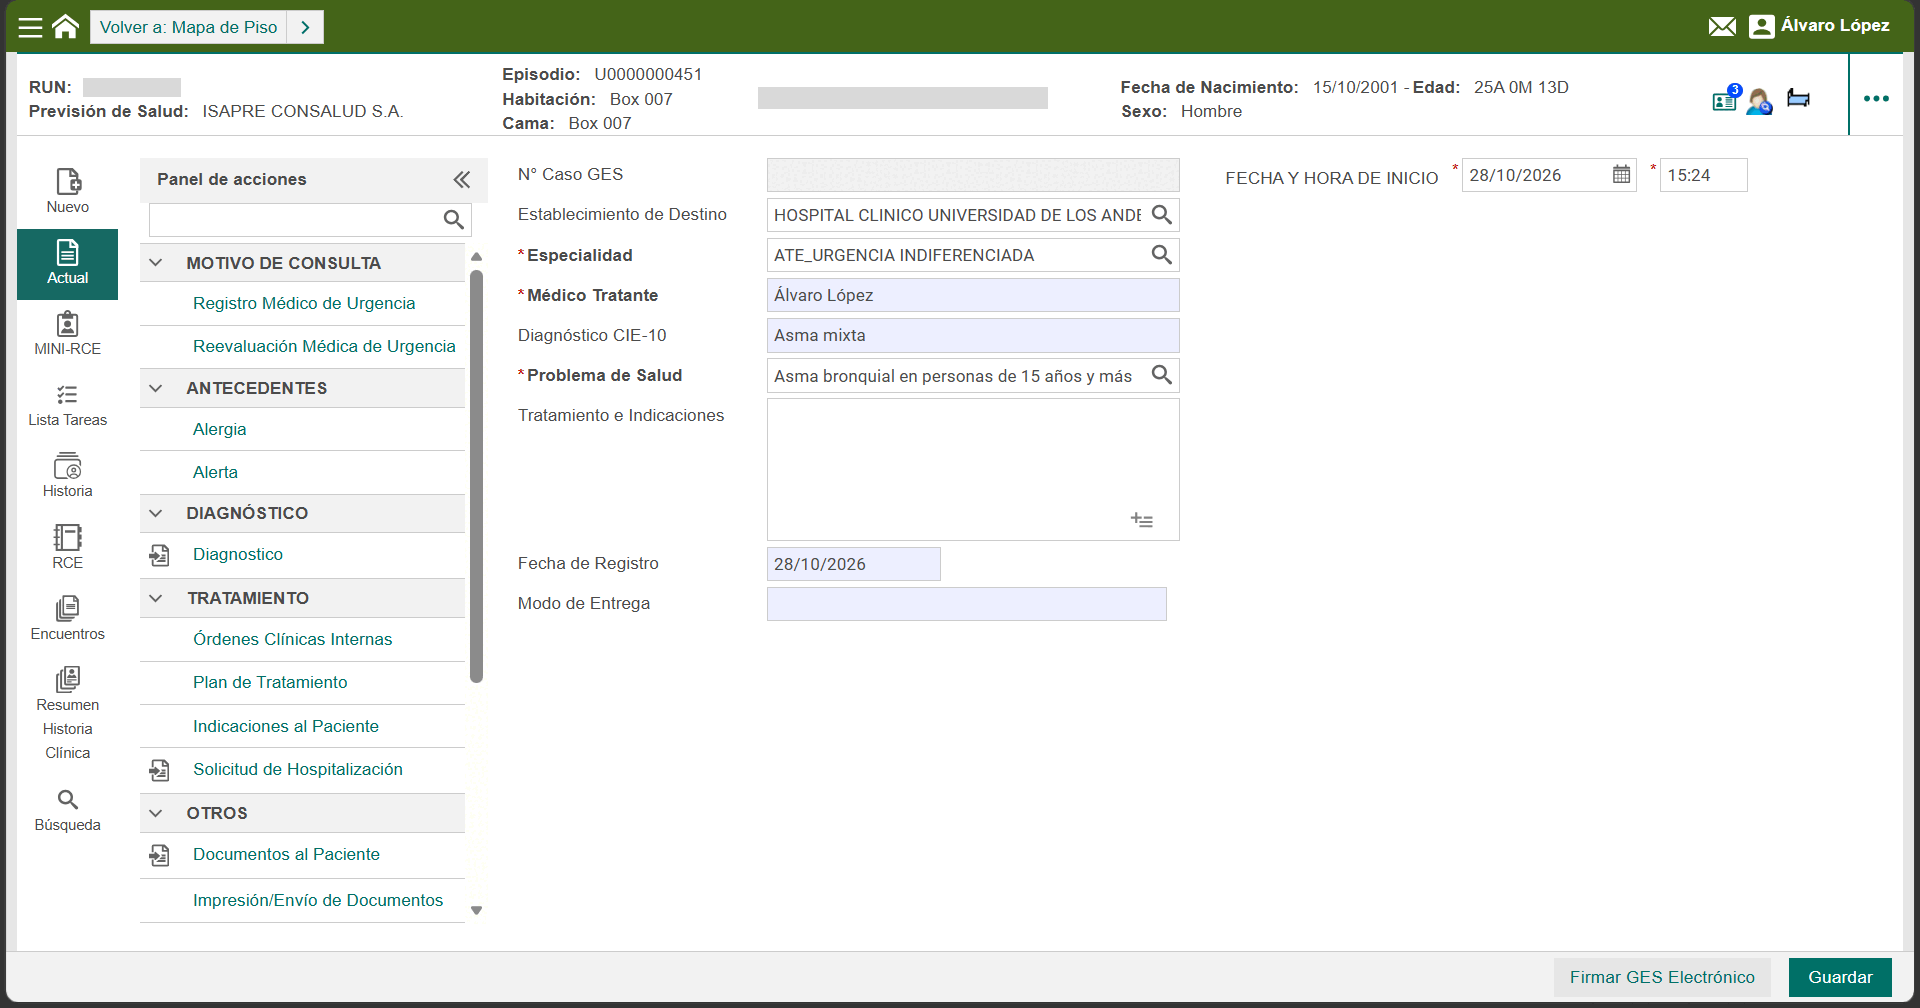 Volver a: Mapa de Piso
Álvaro López
RUN:
Previsión de Salud: ISAPRE CONSALUD S.A.
Episodio: U0000000451
Habitación: Box 007
Cama: Box 007
Fecha de Nacimiento: 15/10/2001 - Edad: 25A 0M 13D
Sexo: Hombre
3
Nuevo
Actual
MINI-RCE
Lista Tareas
Historia
RCE
Encuentros
Resumen
Historia
Clínica
Búsqueda
Panel de acciones
MOTIVO DE CONSULTA
Registro Médico de Urgencia
Reevaluación Médica de Urgencia
ANTECEDENTES
Alergia
Alerta
DIAGNÓSTICO
Diagnostico
TRATAMIENTO
Órdenes Clínicas Internas
Plan de Tratamiento
Indicaciones al Paciente
Solicitud de Hospitalización
OTROS
Documentos al Paciente
Impresión/Envío de Documentos
N° Caso GES
Establecimiento de Destino HOSPITAL CLINICO UNIVERSIDAD DE LOS ANDE
*Especialidad ATE_URGENCIA INDIFERENCIADA
*Médico Tratante Álvaro López
Diagnóstico CIE-10 Asma mixta
*Problema de Salud Asma bronquial en personas de 15 años y más
Tratamiento e Indicaciones
Fecha de Registro 28/10/2026
Modo de Entrega
FECHA Y HORA DE INICIO * 28/10/2026 * 15:24
Firmar GES Electrónico
Guardar